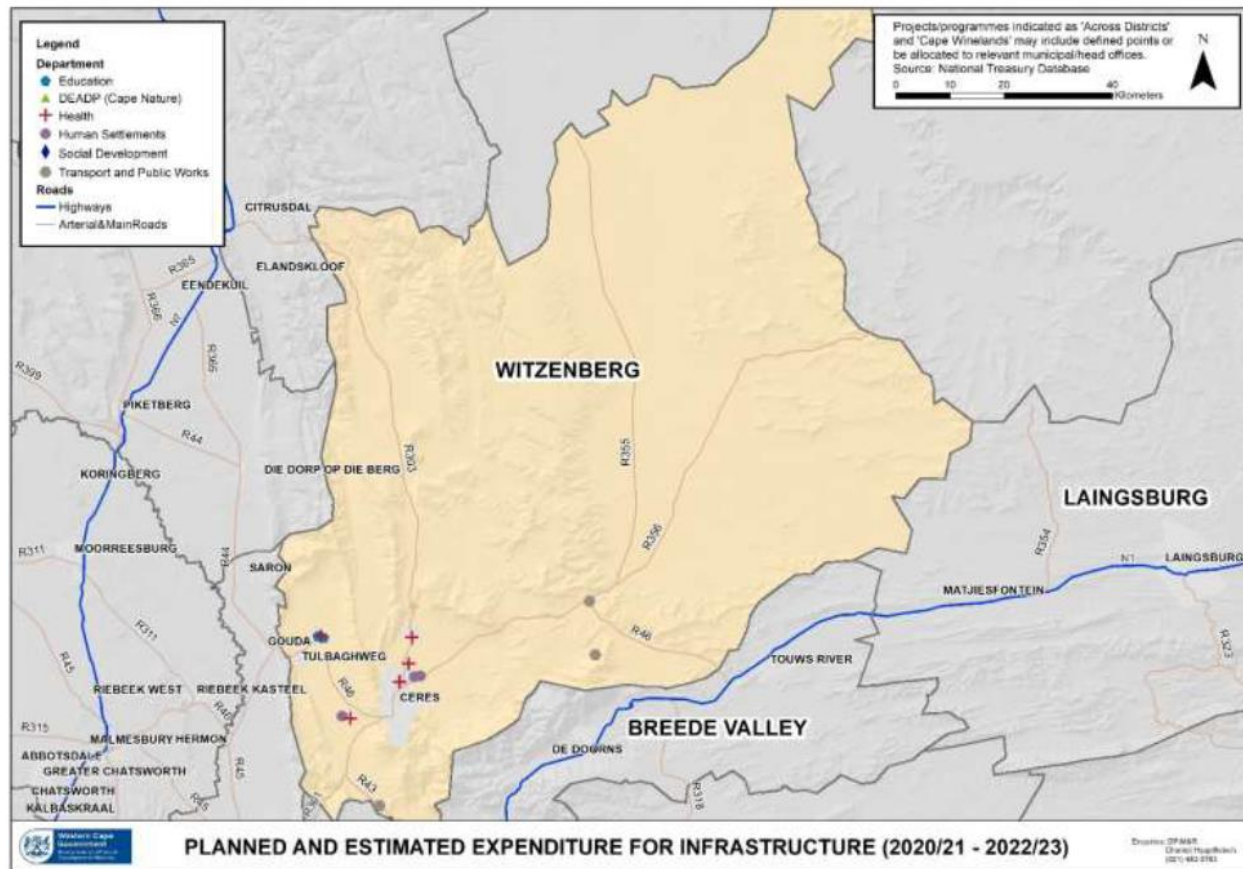 Legend
Department
Education
DEADP (Cape Nature)
Health
Human Settlements
Social Development
Transport and Public Works
Roads
Highways
Arterial&MainRoads
Projects/programmes indicated as 'Across Districts'
and 'Cape Winelands' may include defined points or
be allocated to relevant municipal/head offices.
Source: National Treasury Database
N
0 10 20 40
Kilometers
CITRUSDAL
ELANDSKLOOF
R365
EENDEKUIL
R366
N7
R366
R399
WITZENBERG
PIKETBERG
R44
R303
R355
DIE DORP OP DIE BERG
KORINGBERG
LAINGSBURG
R356
R354
MOORREESBURG
R311
R44
SARON
N1
LAINGSBURG
MATJIESFONTEIN
R311
GOUDA
R46
TULBAGHWEG
R45
TOUWS RIVER
R323
RIEBEEK WEST
RIEBEEK KASTEEL
R46
CERES
R46
R315
BREEDE VALLEY
MALMESBURY
HERMON
ABBOTSDALE
DE DOORNS
GREATER CHATSWORTH
R45
R43
CHATSWORTH
R45
R318
KALBASKRAAL
Western Cape
Government
PLANNED AND ESTIMATED EXPENDITURE FOR INFRASTRUCTURE (2020/21 - 2022/23)